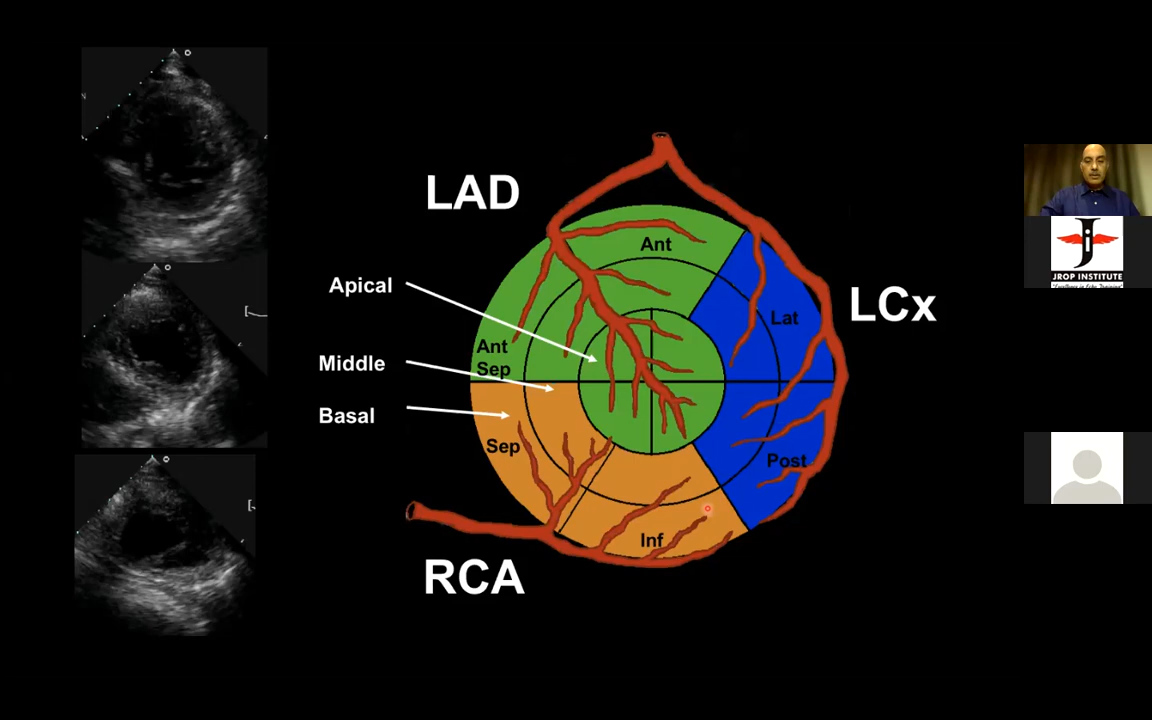 LAD
Ant
Apical
LCx
Lat
Ant
Sep
Middle
Basal
Sep
Post
Inf
RCA
JROP INSTITUTE